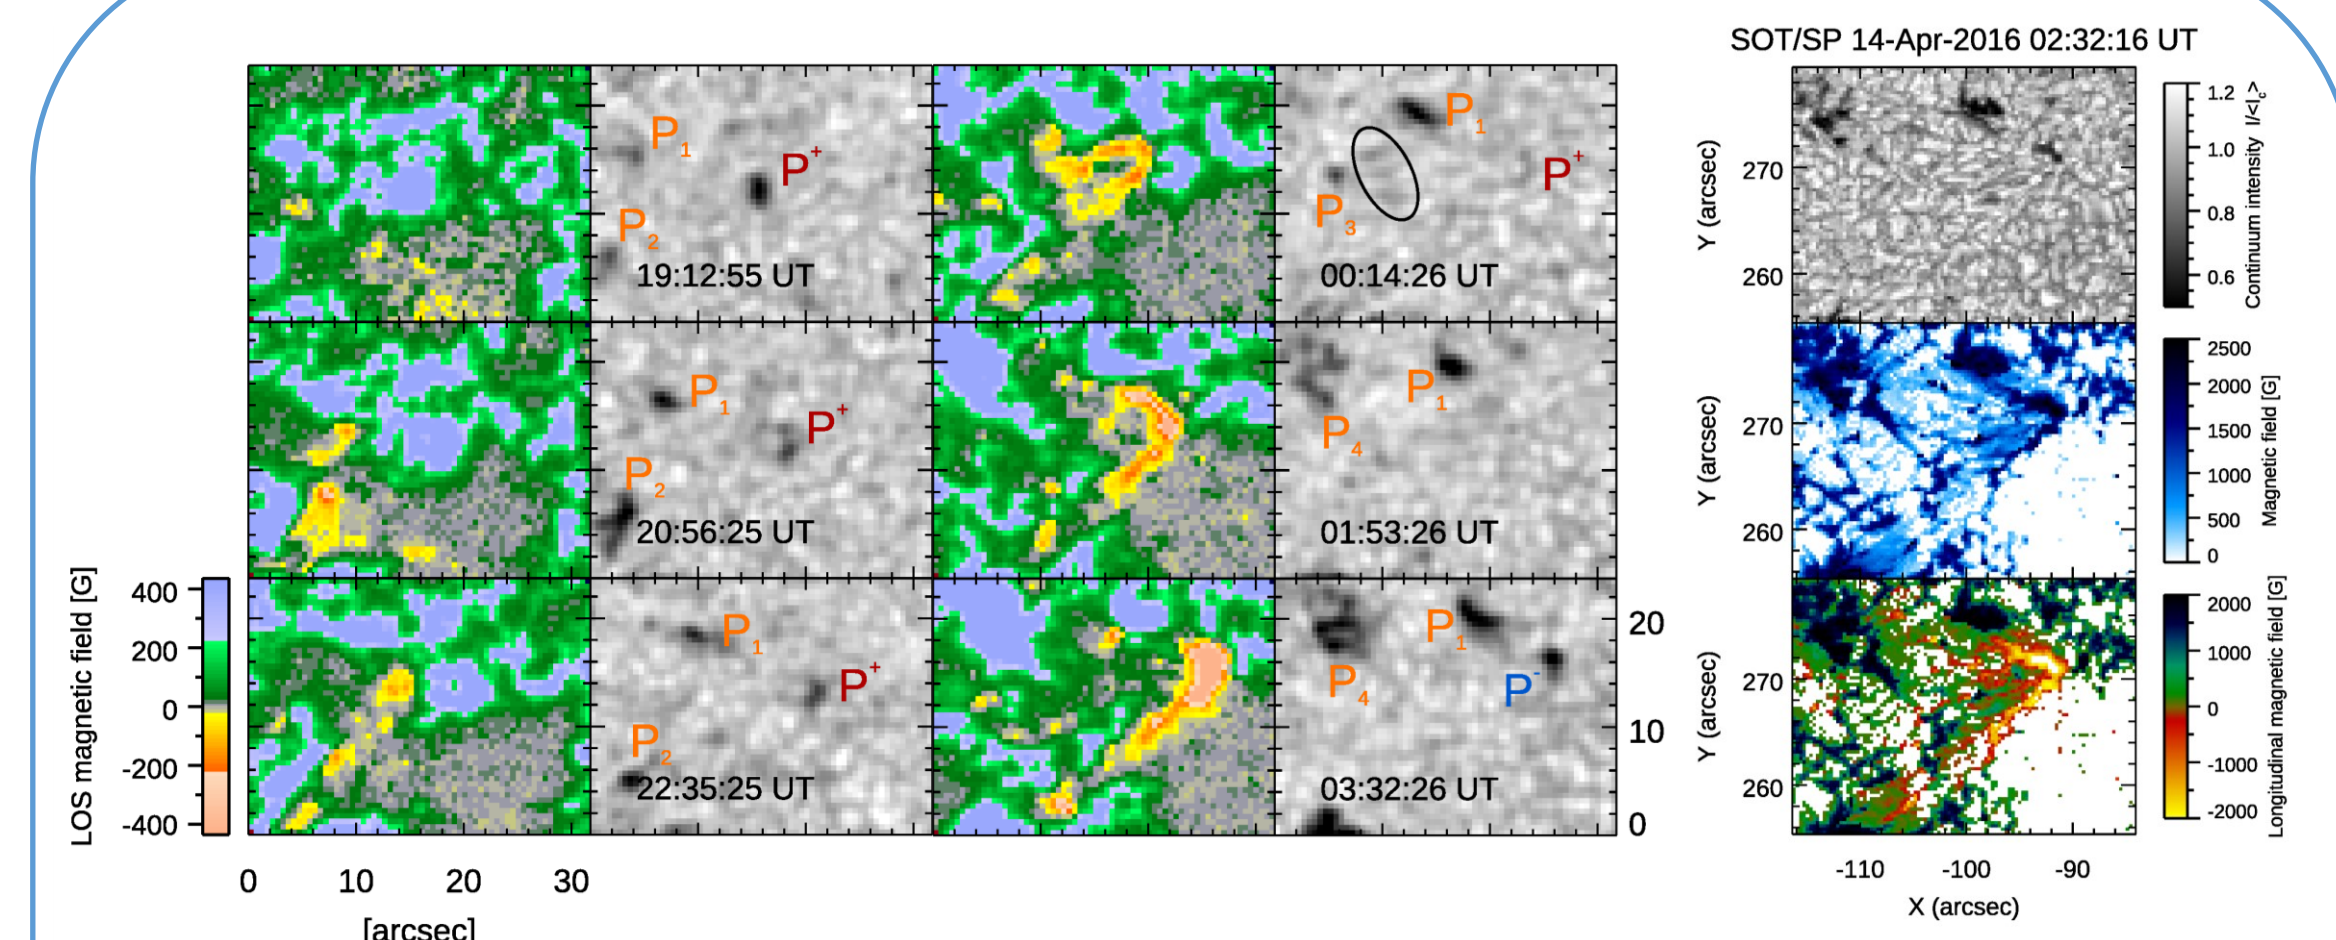 SOT/SP 14-Apr-2016 02:32:16 UT
P1
P+
P2
19:12:55 UT
P1
P+
P3
00:14:26 UT
P1
P+
P2
20:56:25 UT
P1
P4
01:53:26 UT
P1
P+
P2
22:35:25 UT
P1
P4
P-
03:32:26 UT
LOS magnetic field [G]
400
200
0
-200
-400
0 10 20 30
[arcsec]
20
10
0
Y (arcsec)
270
260
1.2
1.0
0.8
0.6
Continuum intensity I/<Ic>
Y (arcsec)
270
260
2500
2000
1500
1000
500
0
Magnetic field [G]
Y (arcsec)
270
260
2000
1000
0
-1000
-2000
Longitudinal magnetic field [G]
-110 -100 -90
X (arcsec)